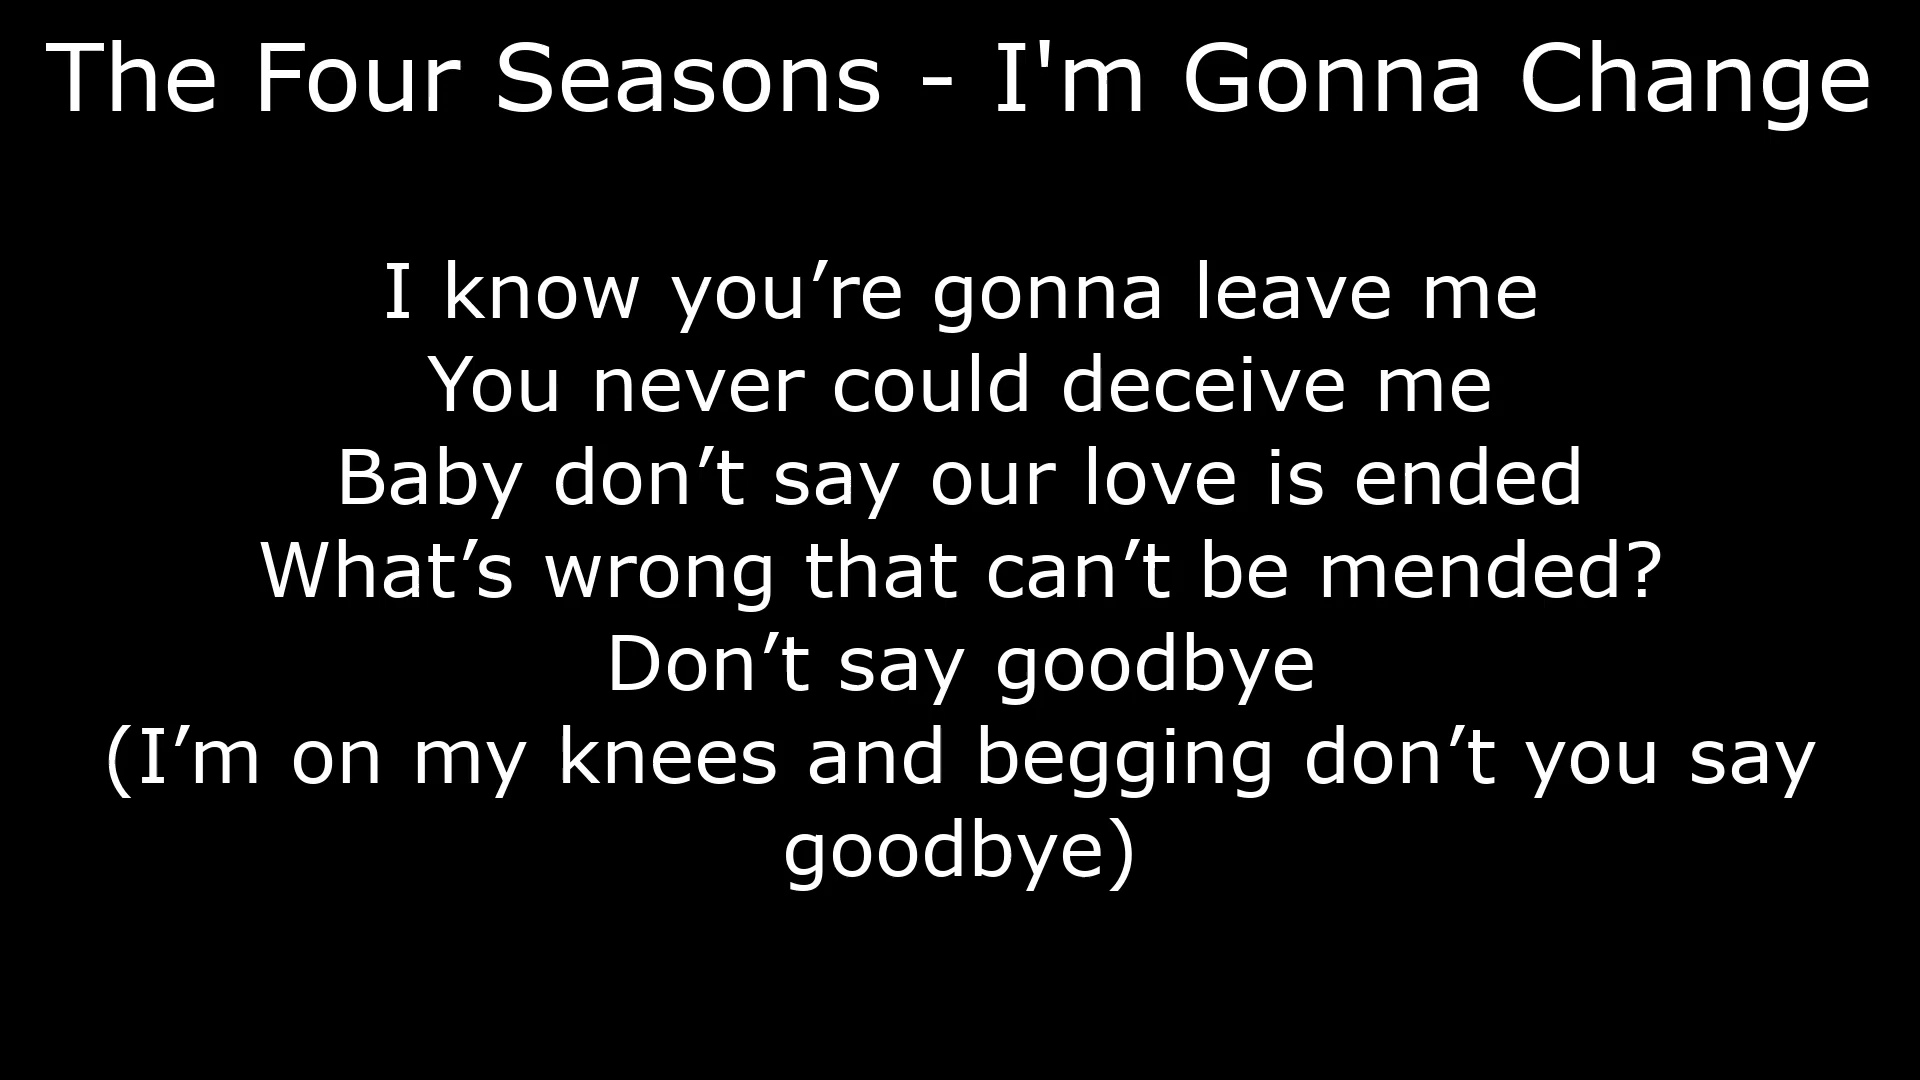 The Four Seasons - I'm Gonna Change
I know you’re gonna leave me
You never could deceive me
Baby don’t say our love is ended
What’s wrong that can’t be mended?
Don’t say goodbye
(I’m on my knees and begging don’t you say
goodbye)